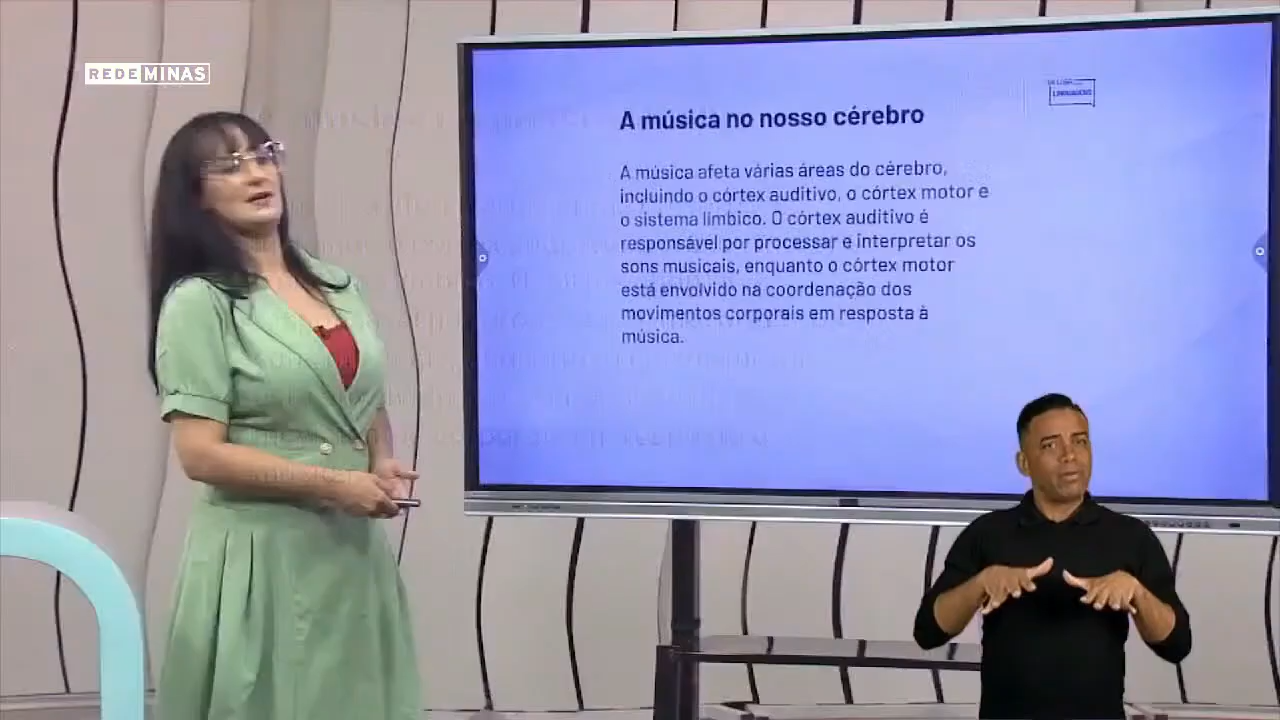 REDE MINAS
LINGUAGENS
A música no nosso cérebro
A música afeta várias áreas do cérebro,
incluindo o córtex auditivo, o córtex motor e
o sistema límbico. O córtex auditivo é
responsável por processar e interpretar os
sons musicais, enquanto o córtex motor
está envolvido na coordenação dos
movimentos corporais em resposta à
música.